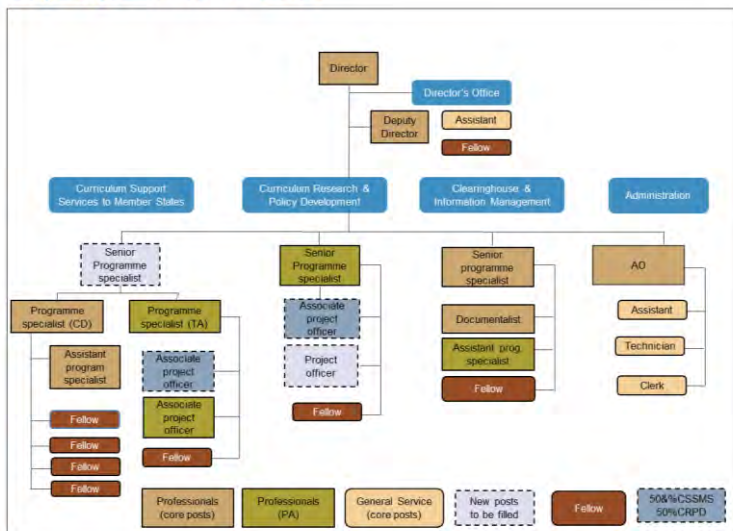 Director
Director's Office
Deputy
Director
Assistant
Fellow
Curriculum Support
Services to Member States
Curriculum Research &
Policy Development
Clearinghouse &
Information Management
Administration
Senior
Programme
specialist
Senior
Programme
specialist
Senior
programme
specialist
AO
Programme
specialist (CD)
Programme
specialist (TA)
Assistant
program
specialist
Fellow
Fellow
Fellow
Fellow
Associate
project officer
Associate
project
officer
Fellow
Associate
project
officer
Project
officer
Fellow
Documentalist
Assistant prog.
specialist
Fellow
Assistant
Technician
Clerk
Professionals
(core posts)
Professionals
(PA)
General Service
(core posts)
New posts
to be filled
Fellow
50&%CSSMS
50%CRPD